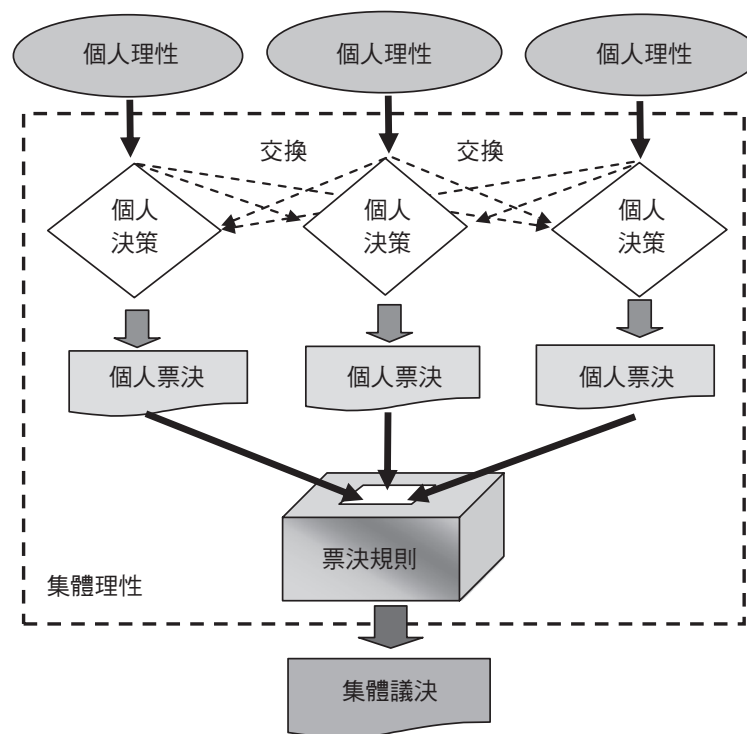 個人理性
個人理性
個人理性
交換
交換
個人
決策
個人
決策
個人
決策
個人票決
個人票決
個人票決
票決規則
集體理性
集體議決